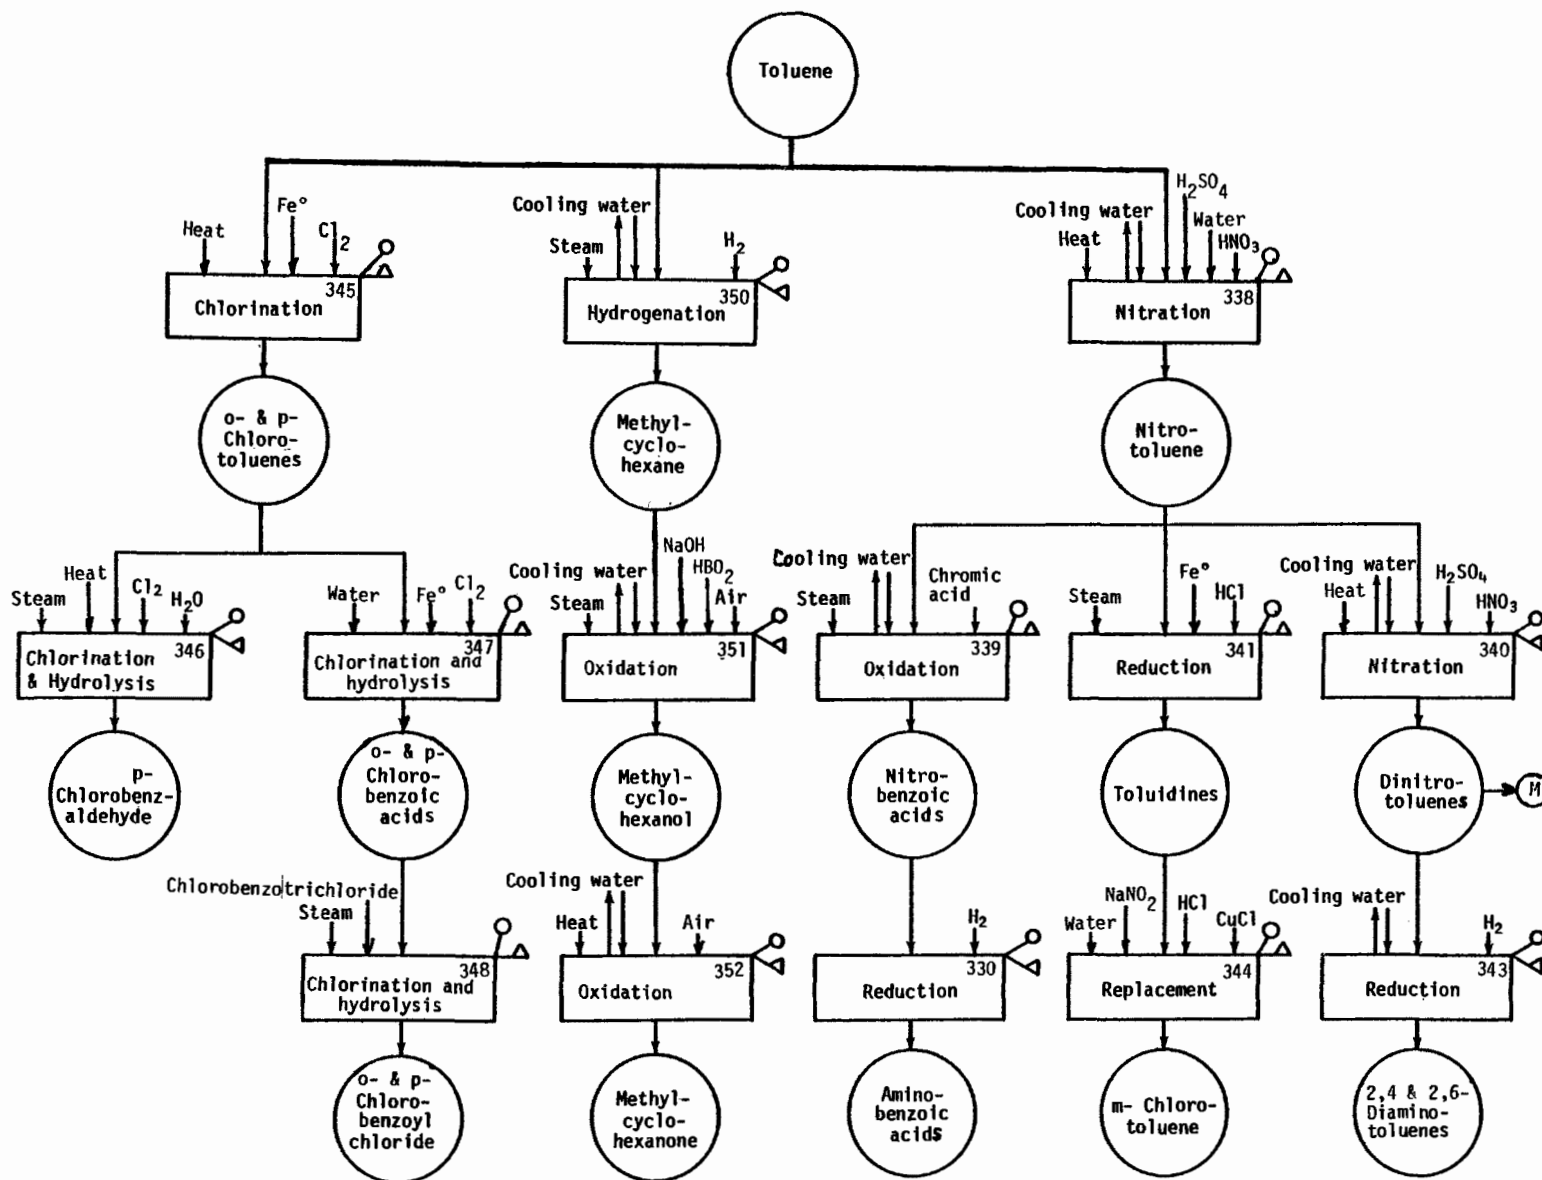 Toluene
Heat
Fe°
Cl2
345
Chlorination
Cooling water
Steam
H2
350
Hydrogenation
Cooling water
Heat
H2SO4
Water
HNO3
338
Nitration
o- & p-
Chloro-
toluenes
Methyl-
cyclo-
hexane
Nitro-
toluene
Steam
Heat
Cl2
H2O
346
Chlorination
& Hydrolysis
Water
Fe°
Cl2
347
Chlorination and
hydrolysis
Cooling water
Steam
NaOH
HBO2
Air
351
Oxidation
Cooling water
Steam
Chromic
acid
339
Oxidation
Steam
Fe°
HCl
341
Reduction
Cooling water
Heat
H2SO4
HNO3
340
Nitration
p-
Chlorobenz-
aldehyde
o- & p-
Chloro-
benzoic
acids
Methyl-
cyclo-
hexanol
Nitro-
benzoic
acids
Toluidines
Dinitro-
toluenes
M
Chlorobenzotrichloride
Steam
348
Chlorination and
hydrolysis
Cooling water
Heat
Air
352
Oxidation
H2
330
Reduction
Water
NaNO2
HCl
CuCl
344
Replacement
Cooling water
H2
343
Reduction
o- & p-
Chloro-
benzoyl
chloride
Methyl-
cyclo-
hexanone
Amino-
benzoic
acids
m- Chloro-
toluene
2,4 & 2,6-
Diamino-
toluenes